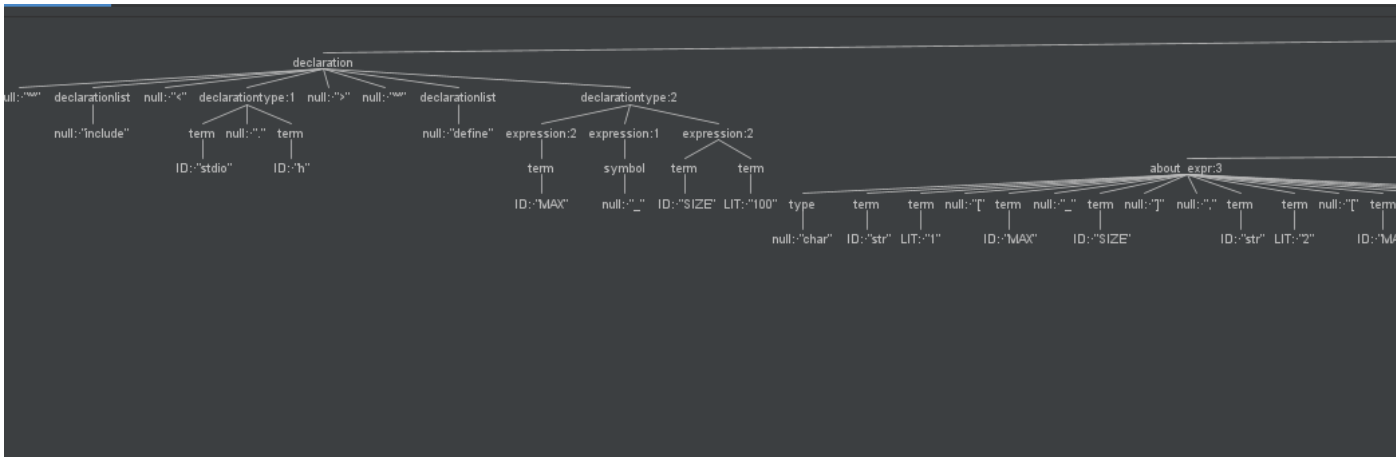 declaration
declarationlist null:·"<" declarationtype:1 null:·">" declarationlist declarationtype:2
null:·"include" term null:·"." term null:·"define" expression:2 expression:1 expression:2
ID:·"stdio" ID:·"h" term symbol term term about_expr:3
ID:·"MAX" null:·"_" ID:·"SIZE" LIT:·"100" type term term null:·"[" term null:·"_" term null:·"]" null:·"," term term null:·"[" term
null:·"char" ID:·"str" LIT:·"1" ID:·"MAX" ID:·"SIZE" ID:·"str" LIT:·"2" ID:·"MA